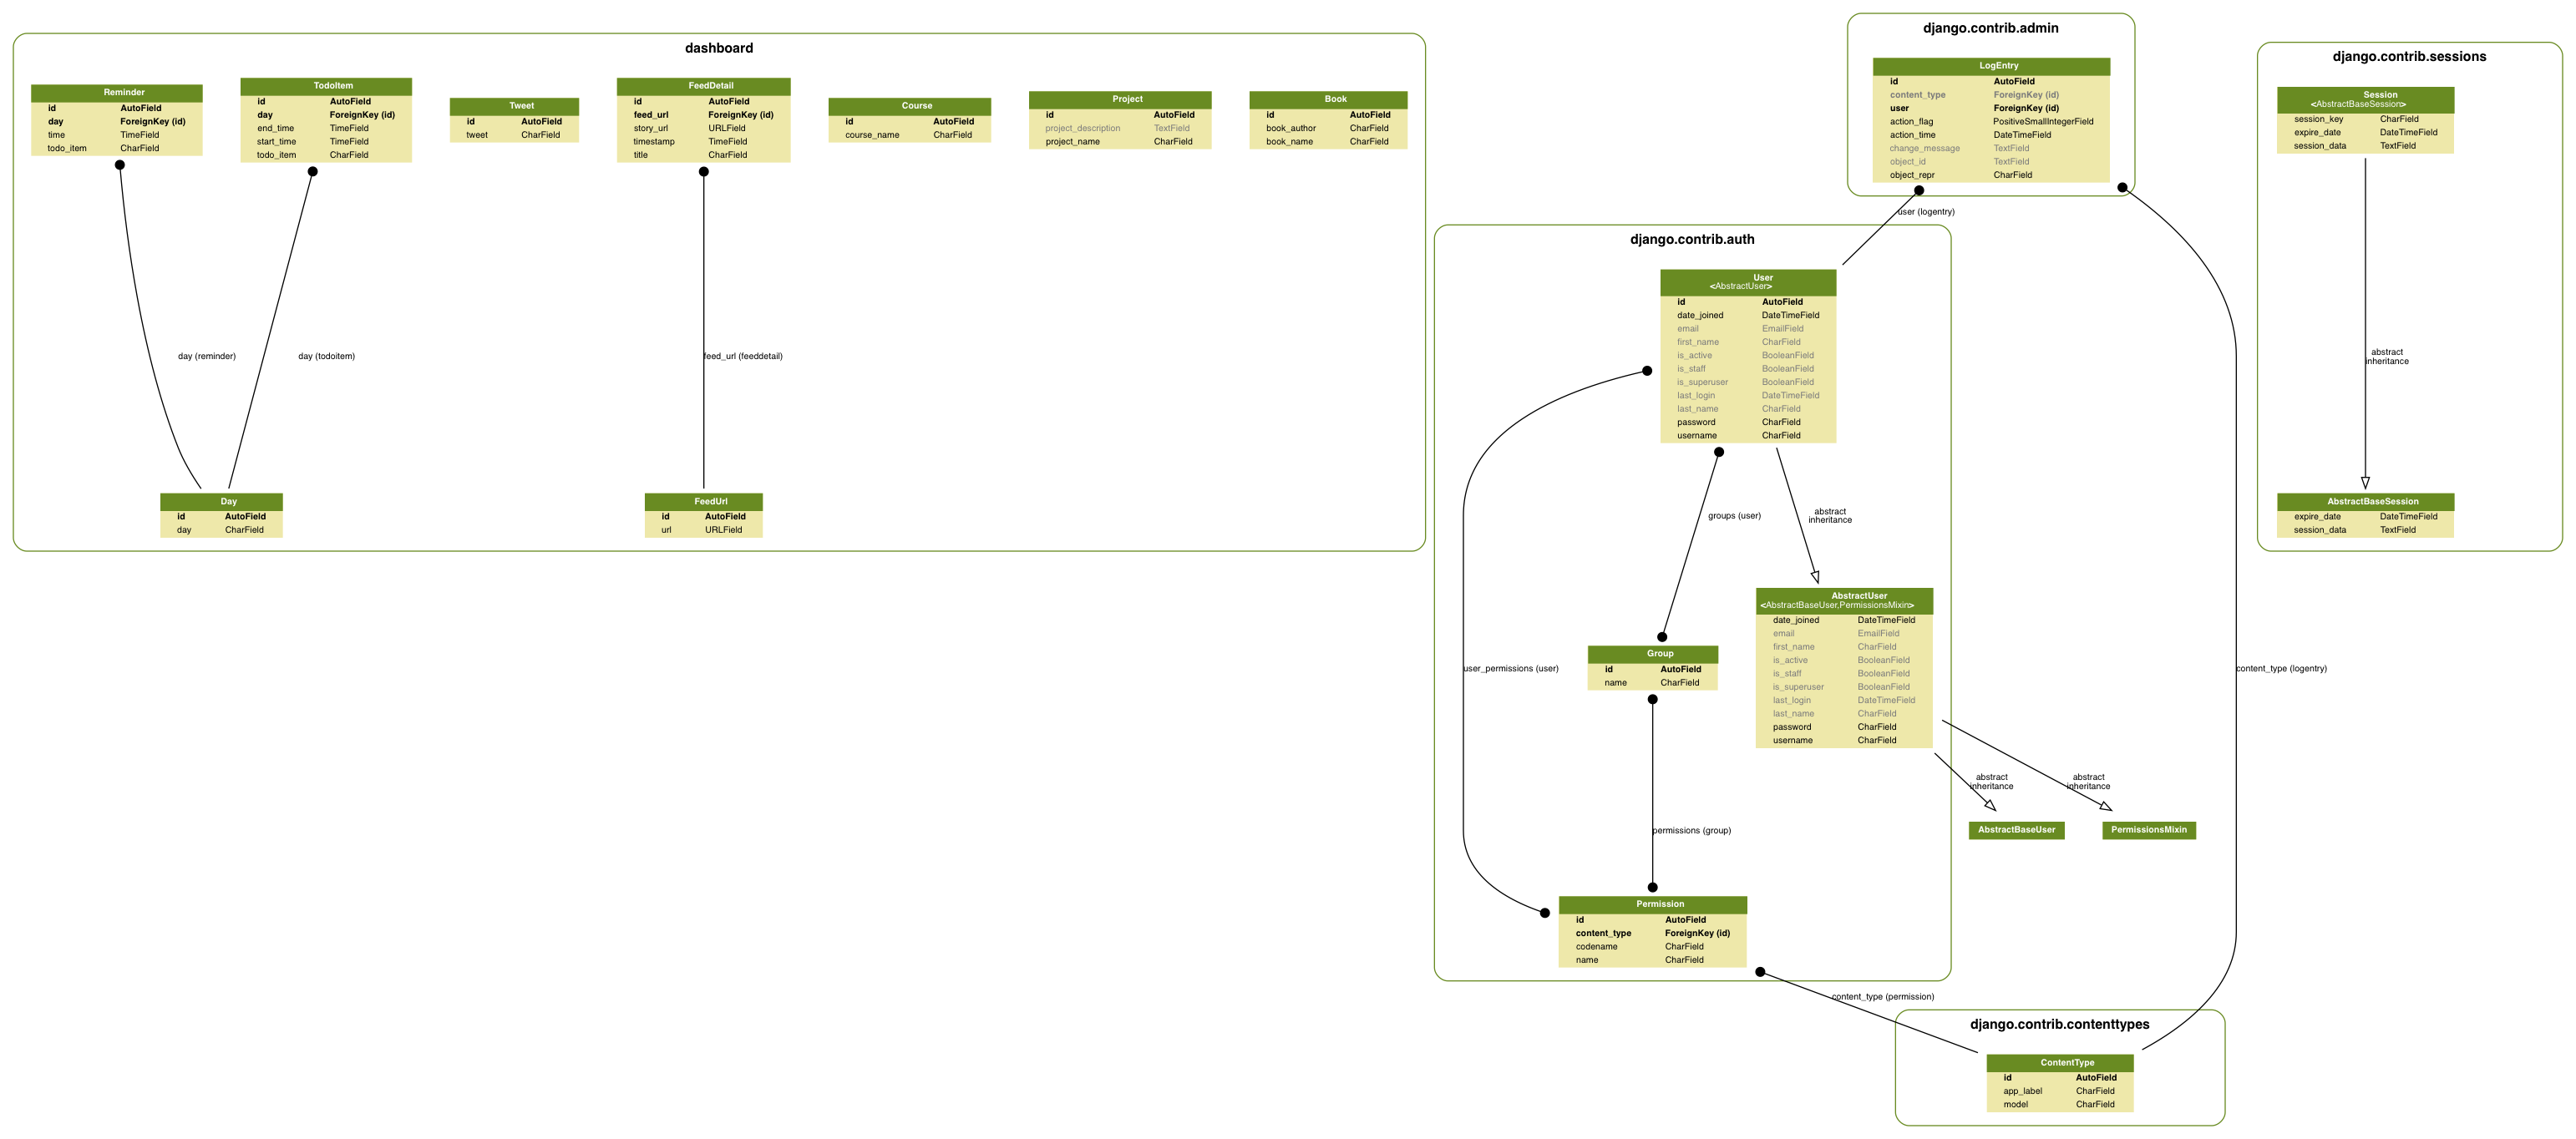 dashboard
Reminder
id AutoField
day ForeignKey (id)
time TimeField
todo_item CharField
TodoItem
id AutoField
day ForeignKey (id)
end_time TimeField
start_time TimeField
todo_item CharField
Tweet
id AutoField
tweet CharField
FeedDetail
id AutoField
feed_url ForeignKey (id)
story_url URLField
timestamp TimeField
title CharField
Course
id AutoField
course_name CharField
Project
id AutoField
project_description TextField
project_name CharField
Book
id AutoField
book_author CharField
book_name CharField
day (reminder)
day (todoitem)
feed_url (feeddetail)
Day
id AutoField
day CharField
FeedUrl
id AutoField
url URLField
django.contrib.admin
LogEntry
id AutoField
content_type ForeignKey (id)
user ForeignKey (id)
action_flag PositiveSmallIntegerField
action_time DateTimeField
change_message TextField
object_id TextField
object_repr CharField
user (logentry)
django.contrib.auth
User
<AbstractUser>
id AutoField
date_joined DateTimeField
email EmailField
first_name CharField
is_active BooleanField
is_staff BooleanField
is_superuser BooleanField
last_login DateTimeField
last_name CharField
password CharField
username CharField
groups (user)
abstract
inheritance
AbstractUser
<AbstractBaseUser,PermissionsMixin>
date_joined DateTimeField
email EmailField
first_name CharField
is_active BooleanField
is_staff BooleanField
is_superuser BooleanField
last_login DateTimeField
last_name CharField
password CharField
username CharField
Group
id AutoField
name CharField
user_permissions (user)
permissions (group)
abstract
inheritance
abstract
inheritance
AbstractBaseUser
PermissionsMixin
Permission
id AutoField
content_type ForeignKey (id)
codename CharField
name CharField
content_type (permission)
content_type (logentry)
django.contrib.contenttypes
ContentType
id AutoField
app_label CharField
model CharField
django.contrib.sessions
Session
<AbstractBaseSession>
session_key CharField
expire_date DateTimeField
session_data TextField
abstract
inheritance
AbstractBaseSession
expire_date DateTimeField
session_data TextField